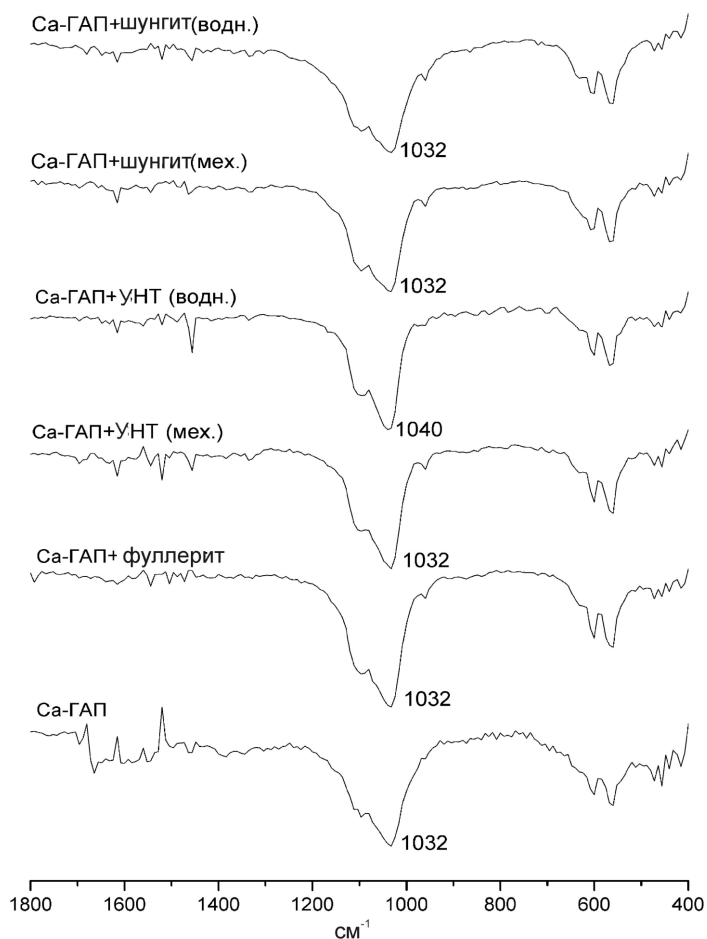 Ca-ГАП+шунгит(водн.)
1032
Ca-ГАП+шунгит(мех.)
1032
Ca-ГАП+УНТ (водн.)
1040
Ca-ГАП+УНТ (мех.)
1032
Ca-ГАП+ фуллерит
1032
Ca-ГАП
1032
1800 1600 1400 1200 1000 800 600 400
см⁻¹